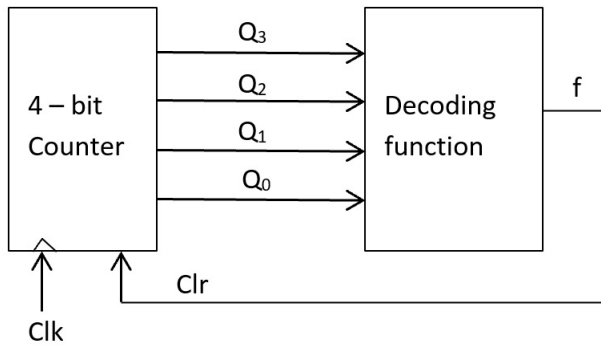 Q₃
4 – bit
Counter
Q₂
Q₁
Q₀
Decoding
function
f
Clr
Clk